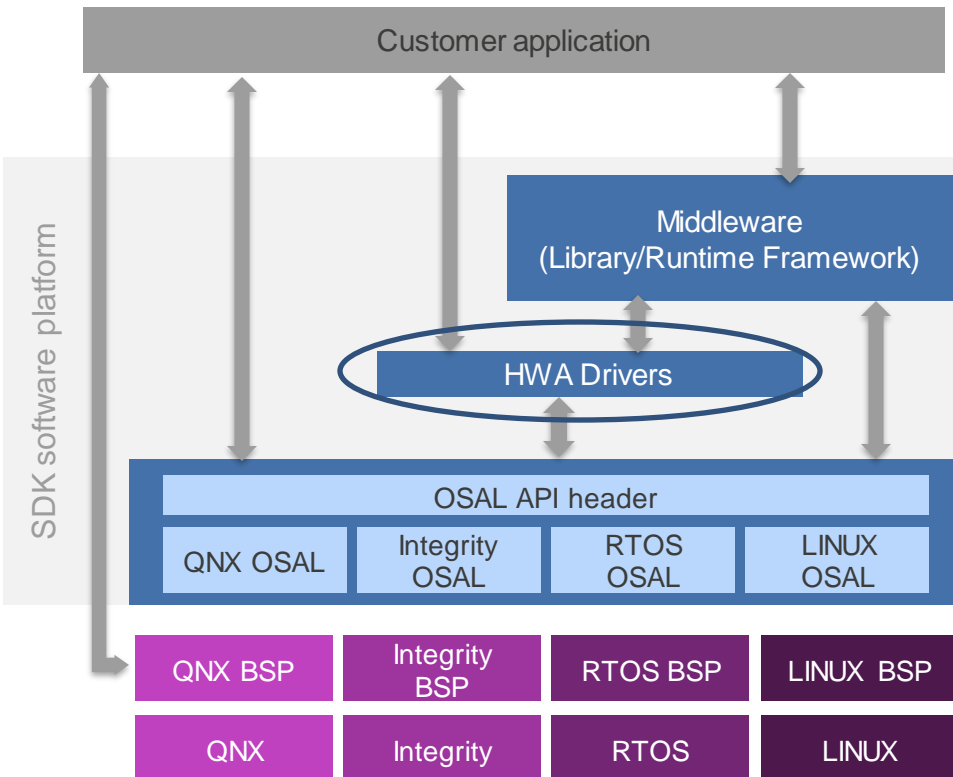 Customer application
SDK software platform
Middleware
(Library/Runtime Framework)
HWA Drivers
OSAL API header
QNX OSAL
Integrity
OSAL
RTOS
OSAL
LINUX
OSAL
QNX BSP
Integrity
BSP
RTOS BSP
LINUX BSP
QNX
Integrity
RTOS
LINUX